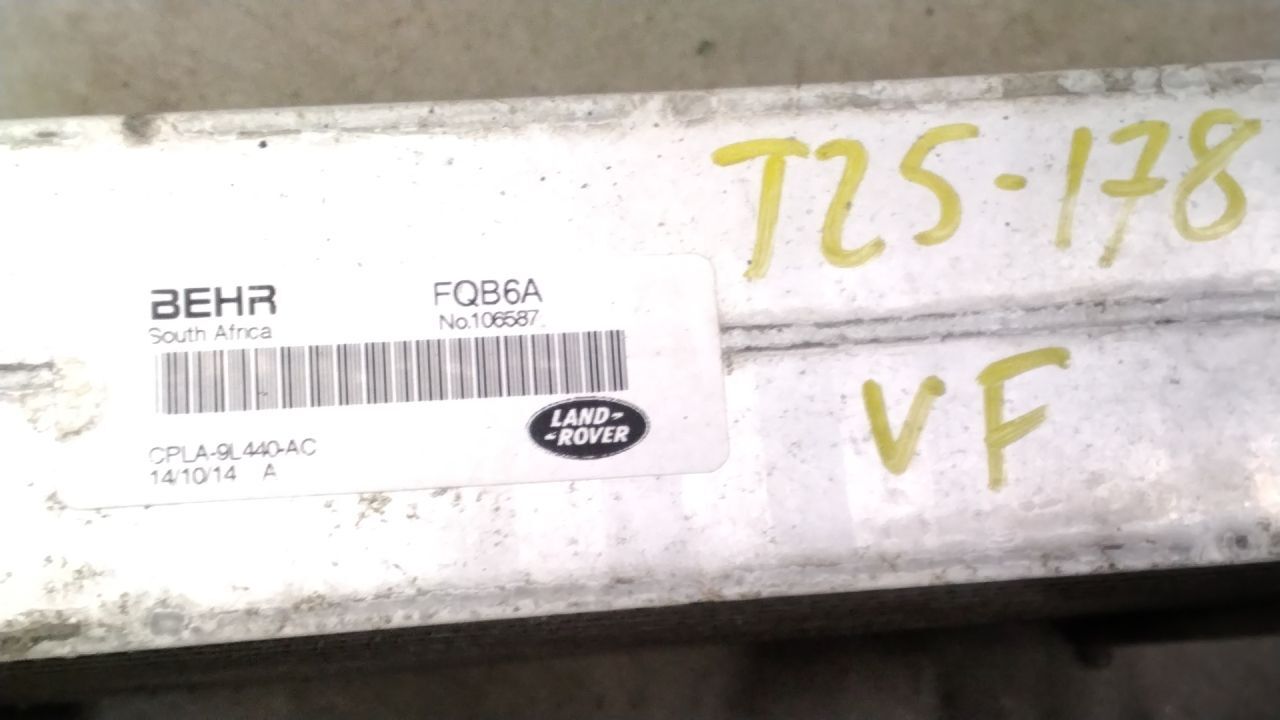 T25-178
BEHR
South Africa
FQB6A
No.106587
VF
LAND-
-ROVER
CPLA-9L440-AC
14/10/14 A